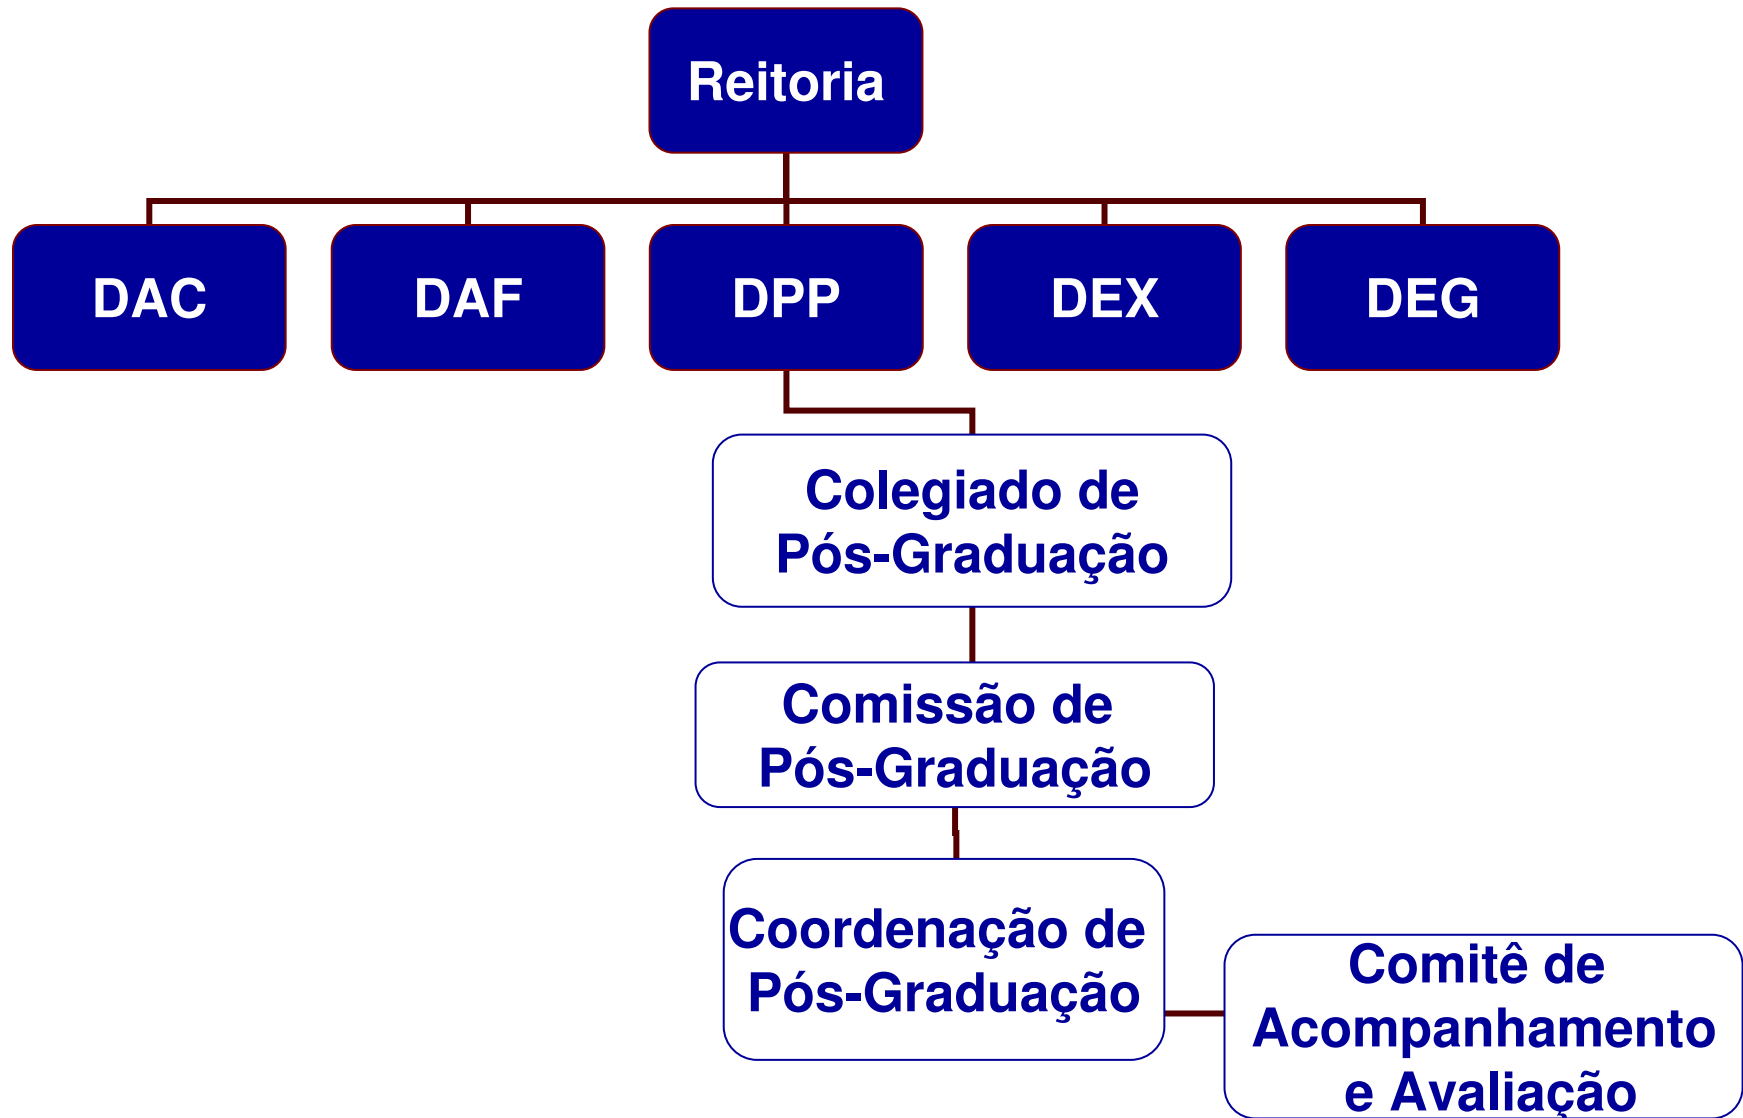 Reitoria
DAC
DAF
DPP
DEX
DEG
Colegiado de
Pós-Graduação
Comissão de
Pós-Graduação
Coordenação de
Pós-Graduação
Comitê de
Acompanhamento
e Avaliação